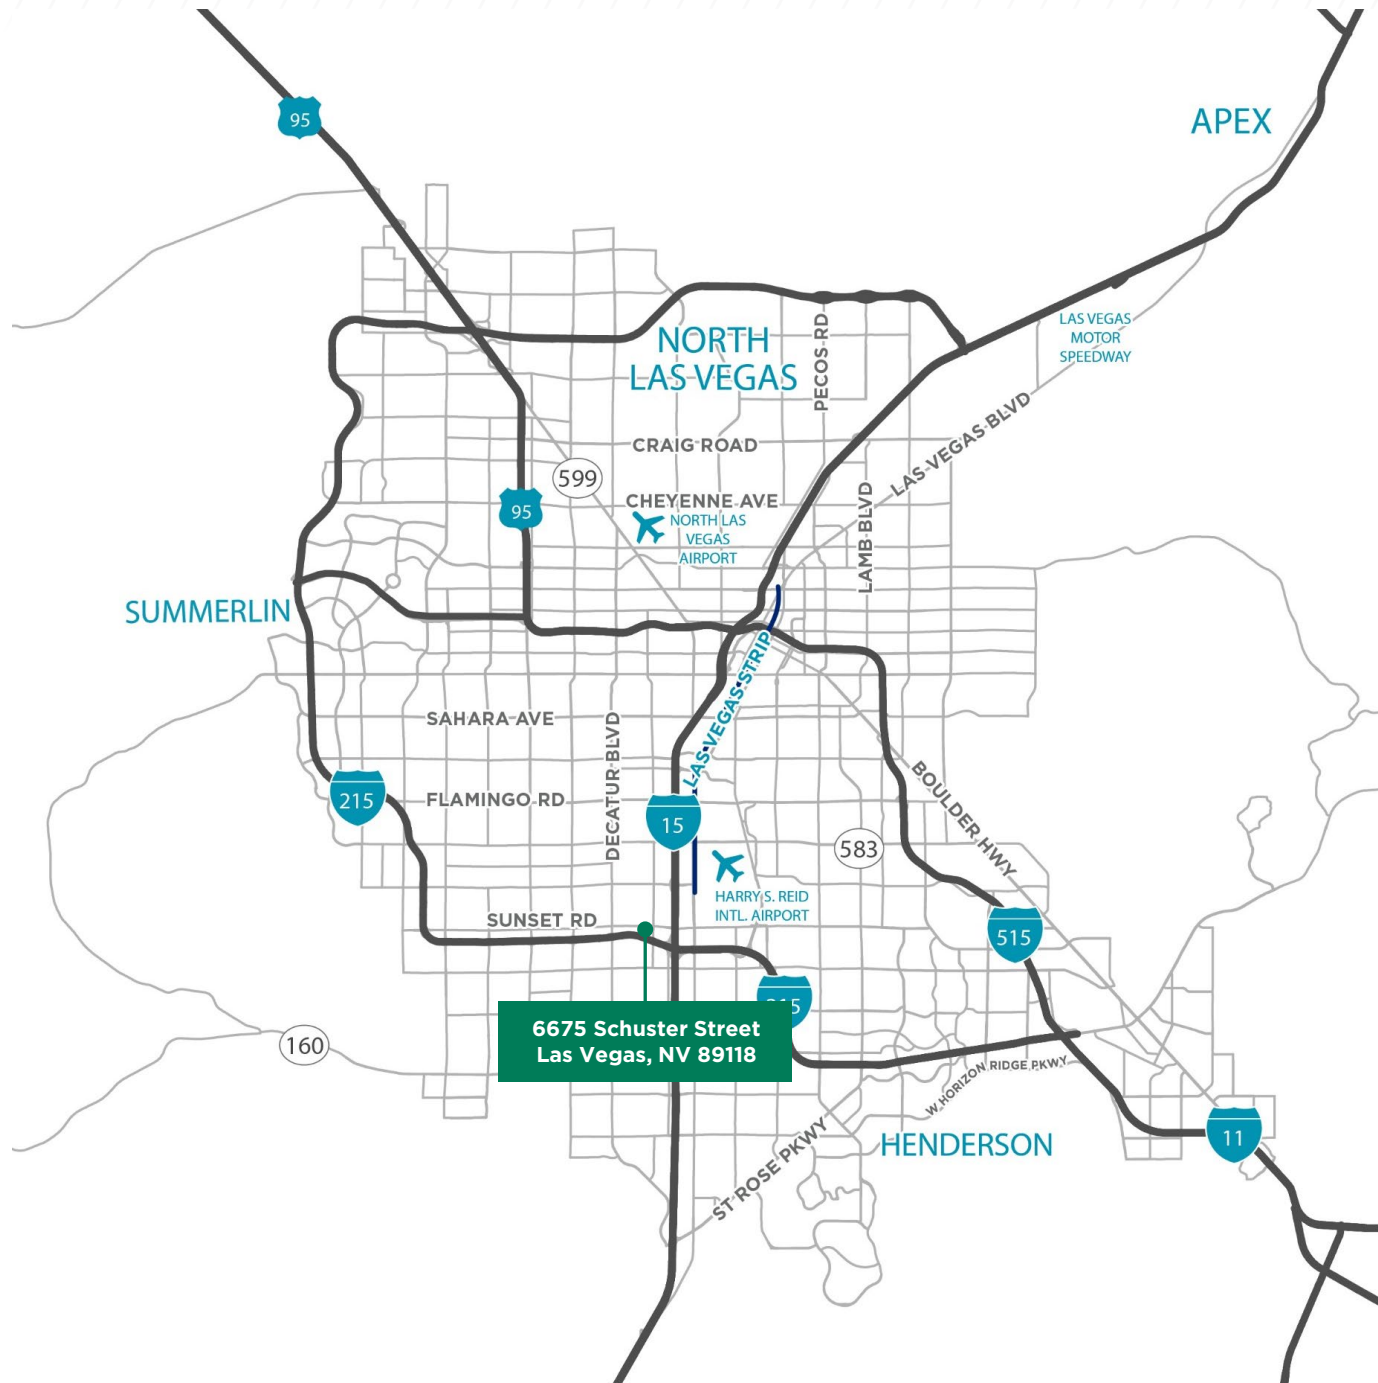 95
APEX
LAS VEGAS
MOTOR
SPEEDWAY
NORTH
LAS VEGAS
PECOS RD
CRAIG ROAD
LAS VEGAS BLVD
599
CHEYENNE AVE
95
NORTH LAS
VEGAS
AIRPORT
LAMB BLVD
SUMMERLIN
LAS VEGAS STRIP
SAHARA AVE
DECATUR BLVD
215
FLAMINGO RD
15
BOULDER HWY
583
HARRY S. REID
INTL. AIRPORT
SUNSET RD
515
215
6675 Schuster Street
Las Vegas, NV 89118
160
W HORIZON RIDGE PKWY
ST ROSE PKWY
HENDERSON
11